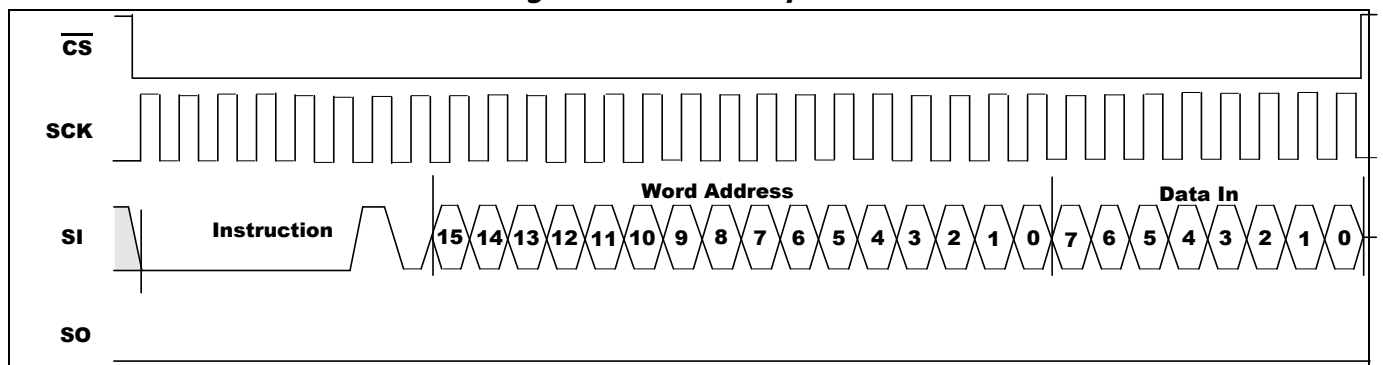 CS
SCK
Word Address
Data In
SI
Instruction
15 14 13 12 11 10 9 8 7 6 5 4 3 2 1 0 7 6 5 4 3 2 1 0
SO